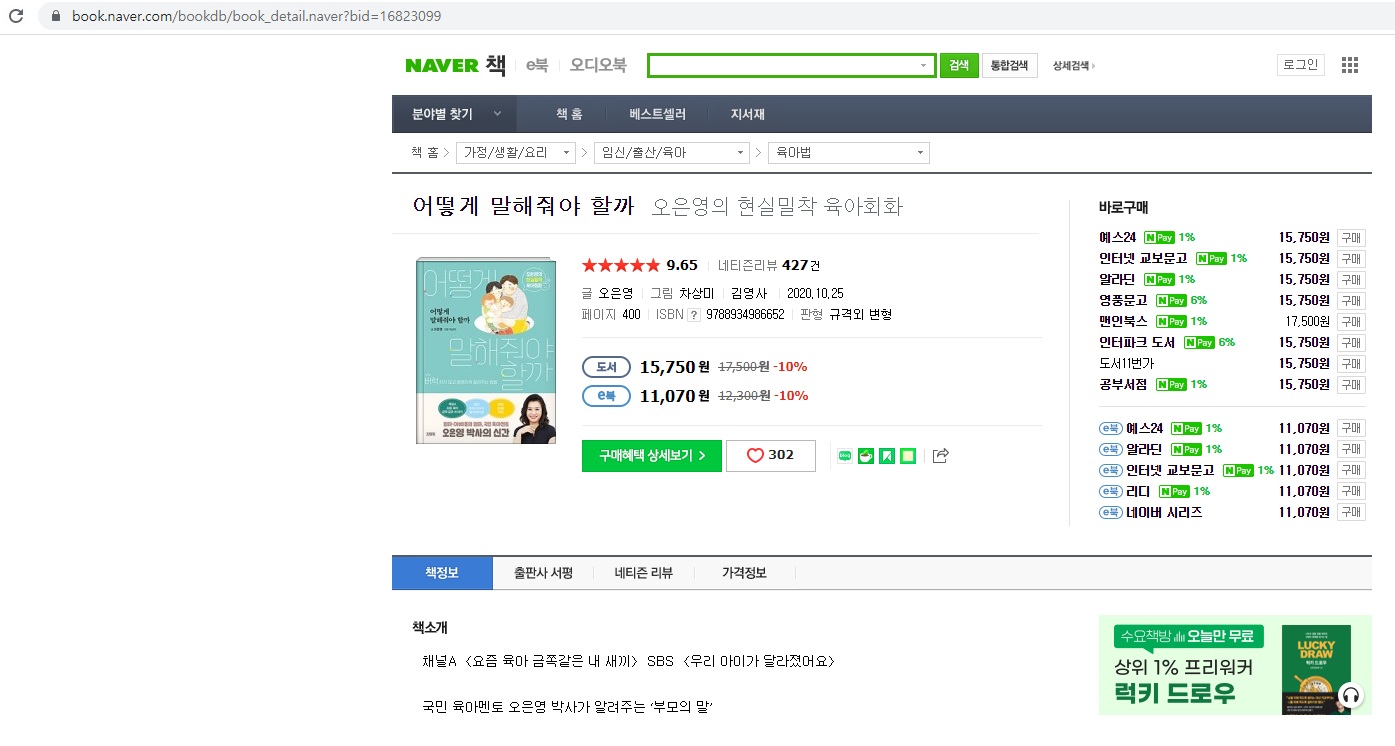 book.naver.com/bookdb/book_detail.naver?bid=16823099
NAVER 책 e북 오디오북 검색 통합검색 상세검색 로그인
분야별 찾기 책 홈 베스트셀러 지서재
책 홈 > 가정/생활/요리 > 임신/출산/육아 > 육아법
어떻게 말해줘야 할까 오은영의 현실밀착 육아회화
9.65 네티즌리뷰 427건
글 오은영 그림 차상미 김영사 2020.10.25
페이지 400 ISBN ? 9788934986652 판형 규격외 변형
도서 15,750원 17,500원 -10%
e북 11,070원 12,300원 -10%
구매혜택 상세보기 > 302
blog
어떻게
말해줘야
할까
어떻게
말해줘야 할까
오은영 박사의 신간
바로구매
예스24 N Pay 1% 15,750원 구매
인터넷 교보문고 N Pay 1% 15,750원 구매
알라딘 N Pay 1% 15,750원 구매
영풍문고 N Pay 6% 15,750원 구매
맨인북스 N Pay 1% 17,500원 구매
인터파크 도서 N Pay 6% 15,750원 구매
도서11번가 15,750원 구매
공부서점 N Pay 1% 15,750원 구매
e북 예스24 N Pay 1% 11,070원 구매
e북 알라딘 N Pay 1% 11,070원 구매
e북 인터넷 교보문고 N Pay 1% 11,070원 구매
e북 리디 N Pay 1% 11,070원 구매
e북 네이버 시리즈 11,070원 구매
책정보 출판사 서평 네티즌 리뷰 가격정보
책소개
채널A 〈요즘 육아 금쪽같은 내 새끼〉 SBS 〈우리 아이가 달라졌어요〉
국민 육아멘토 오은영 박사가 알려주는 ‘부모의 말’
수요책방 오늘만 무료
상위 1% 프리워커
럭키 드로우
LUCKY
DRAW
럭키 드로우